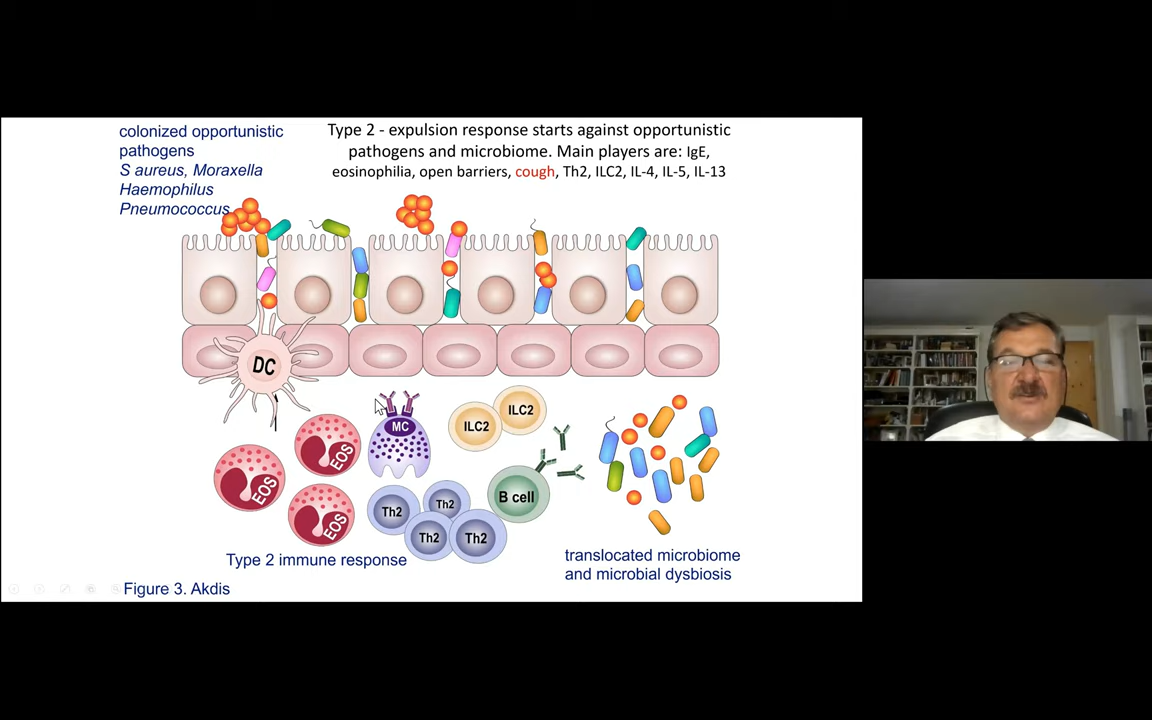 colonized opportunistic
pathogens
S aureus, Moraxella
Haemophilus
Pneumococcus
Type 2 - expulsion response starts against opportunistic
pathogens and microbiome. Main players are: IgE,
eosinophilia, open barriers, cough, Th2, ILC2, IL-4, IL-5, IL-13
DC
EOS
EOS
EOS
MC
ILC2
ILC2
B cell
Th2
Th2
Th2
Th2
Type 2 immune response
translocated microbiome
and microbial dysbiosis
Figure 3. Akdis